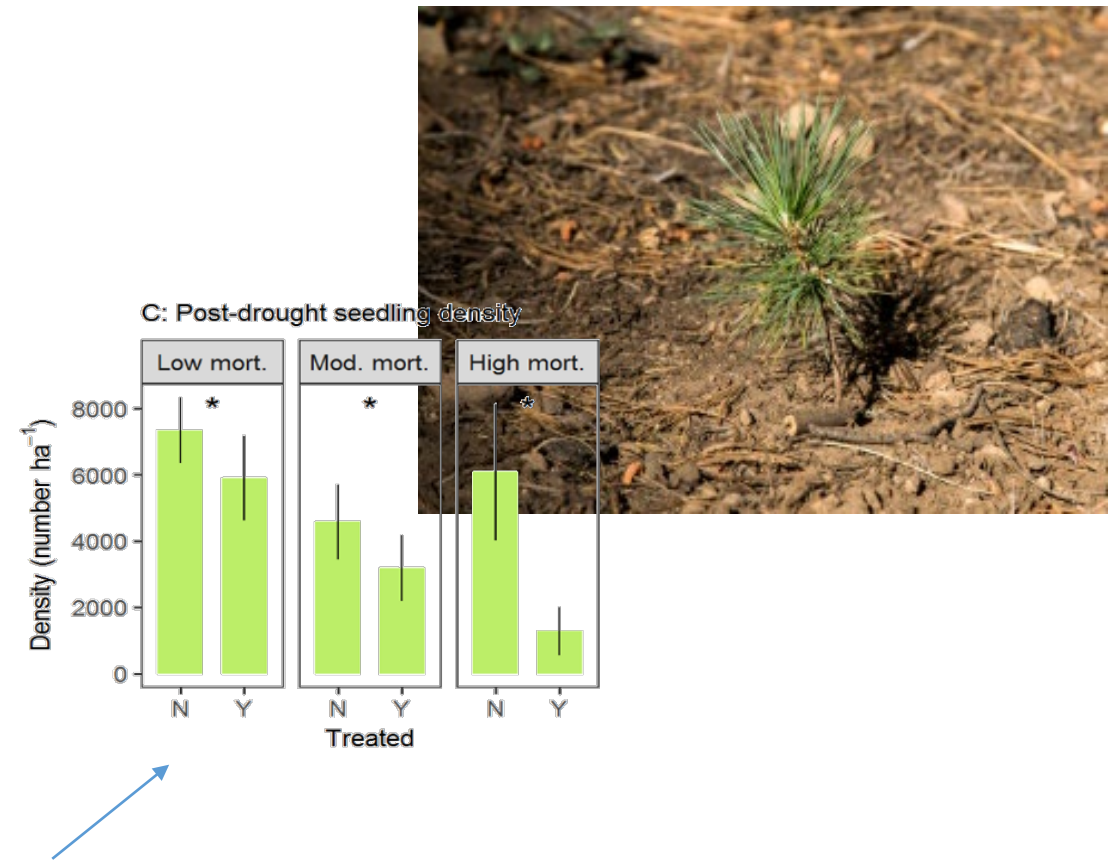 C: Post-drought seedling density
Low mort. Mod. mort. High mort.
* * *
8000
6000
4000
2000
0
Density (number ha⁻¹)
N Y N Y N Y
Treated